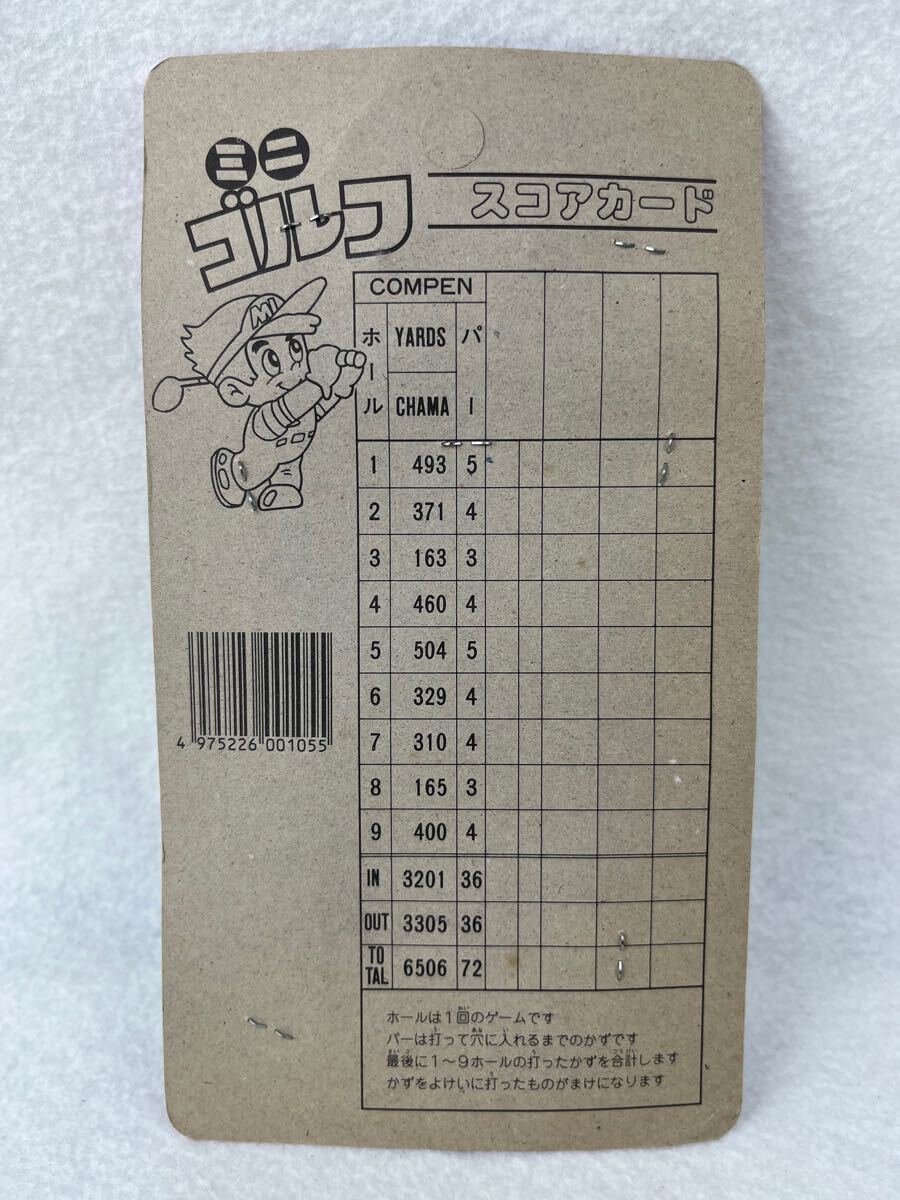 ミニ
ゴルフ
スコアカード
MI
COMPEN
ホール YARDS パー
CHAMA
1 493 5
2 371 4
3 163 3
4 460 4
5 504 5
6 329 4
7 310 4
8 165 3
9 400 4
IN 3201 36
OUT 3305 36
TO
TAL 6506 72
4 975226 001055
ホールは1回のゲームです
パーは打って穴に入れるまでのかずです
最後に1〜9ホールの打ったかずを合計します
かずをよけいに打ったものがまけになります